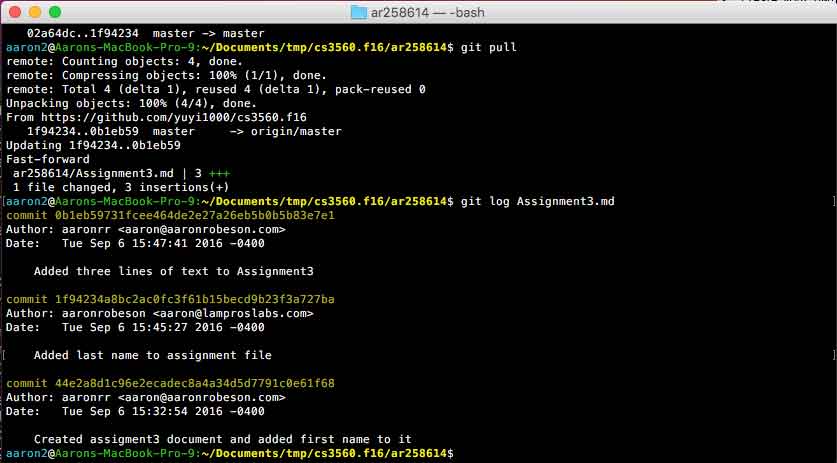 ar258614 — -bash
02a64dc..1f94234  master -> master
aaron2@Aarons-MacBook-Pro-9:~/Documents/tmp/cs3560.f16/ar258614$ git pull
remote: Counting objects: 4, done.
remote: Compressing objects: 100% (1/1), done.
remote: Total 4 (delta 1), reused 4 (delta 1), pack-reused 0
Unpacking objects: 100% (4/4), done.
From https://github.com/yuyi1000/cs3560.f16
   1f94234..0b1eb59  master     -> origin/master
Updating 1f94234..0b1eb59
Fast-forward
 ar258614/Assignment3.md | 3 +++
 1 file changed, 3 insertions(+)
[aaron2@Aarons-MacBook-Pro-9:~/Documents/tmp/cs3560.f16/ar258614$ git log Assignment3.md ]
commit 0b1eb59731fcee464de2e27a26eb5b0b5b83e7e1
Author: aaronrr <aaron@aaronrobeson.com>
Date:   Tue Sep 6 15:47:41 2016 -0400
    Added three lines of text to Assignment3
commit 1f94234a8bc2ac0fc3f61b15becd9b23f3a727ba
Author: aaronrobeson <aaron@lamproslabs.com>
Date:   Tue Sep 6 15:45:27 2016 -0400
[    Added last name to assignment file ]
commit 44e2a8d1c96e2ecadec8a4a34d5d7791c0e61f68
Author: aaronrr <aaron@aaronrobeson.com>
Date:   Tue Sep 6 15:32:54 2016 -0400
    Created assigment3 document and added first name to it
aaron2@Aarons-MacBook-Pro-9:~/Documents/tmp/cs3560.f16/ar258614$